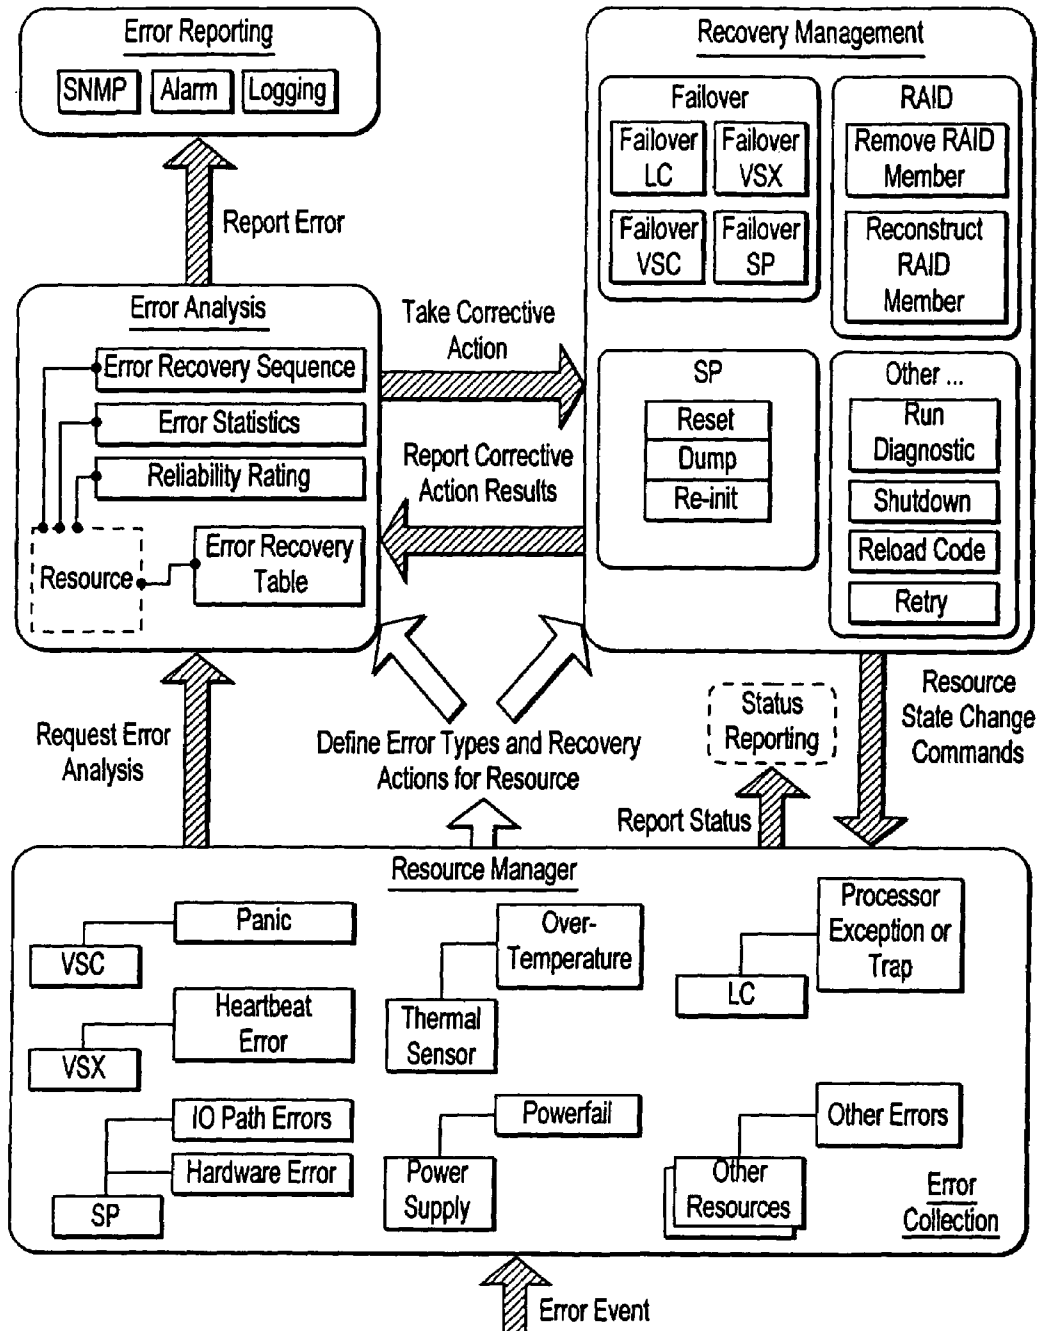 Error Reporting
SNMP
Alarm
Logging
Report Error
Recovery Management
Failover
Failover
LC
Failover
VSX
Failover
VSC
Failover
SP
RAID
Remove RAID
Member
Reconstruct
RAID
Member
Error Analysis
Error Recovery Sequence
Error Statistics
Reliability Rating
Resource
Error Recovery
Table
Take Corrective
Action
Report Corrective
Action Results
SP
Reset
Dump
Re-init
Other ...
Run
Diagnostic
Shutdown
Reload Code
Retry
Request Error
Analysis
Define Error Types and Recovery
Actions for Resource
Status
Reporting
Report Status
Resource
State Change
Commands
Resource Manager
Panic
VSC
Heartbeat
Error
VSX
IO Path Errors
Hardware Error
SP
Over-
Temperature
Thermal
Sensor
Powerfail
Power
Supply
Processor
Exception or
Trap
LC
Other Errors
Other
Resources
Error
Collection
Error Event